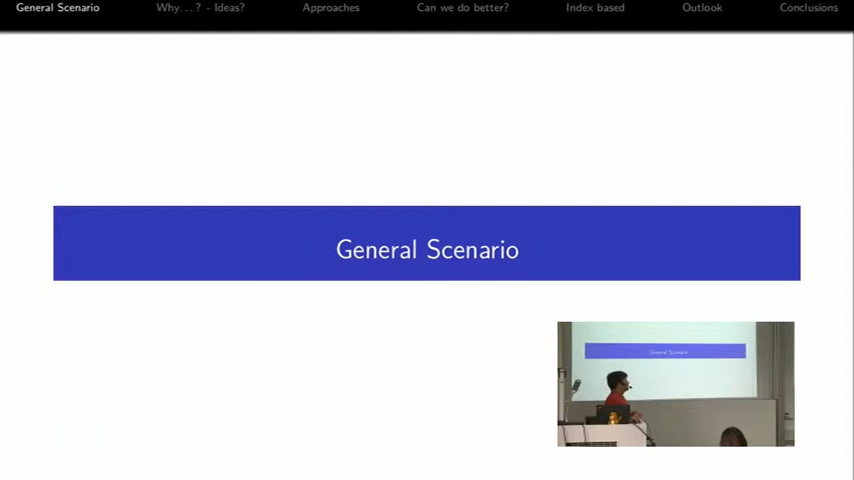 General Scenario
Why...? - Ideas?
Approaches
Can we do better?
Index based
Outlook
Conclusions
General Scenario
General Scenario